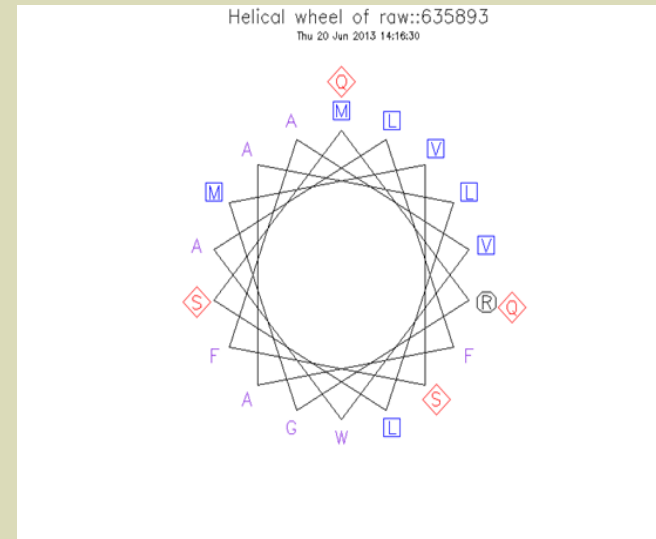 Helical wheel of raw::635893
Thu 20 Jun 2013 14:16:30
Q
A M L
A V
M L
A V
S R Q
F F
A S
G L
W